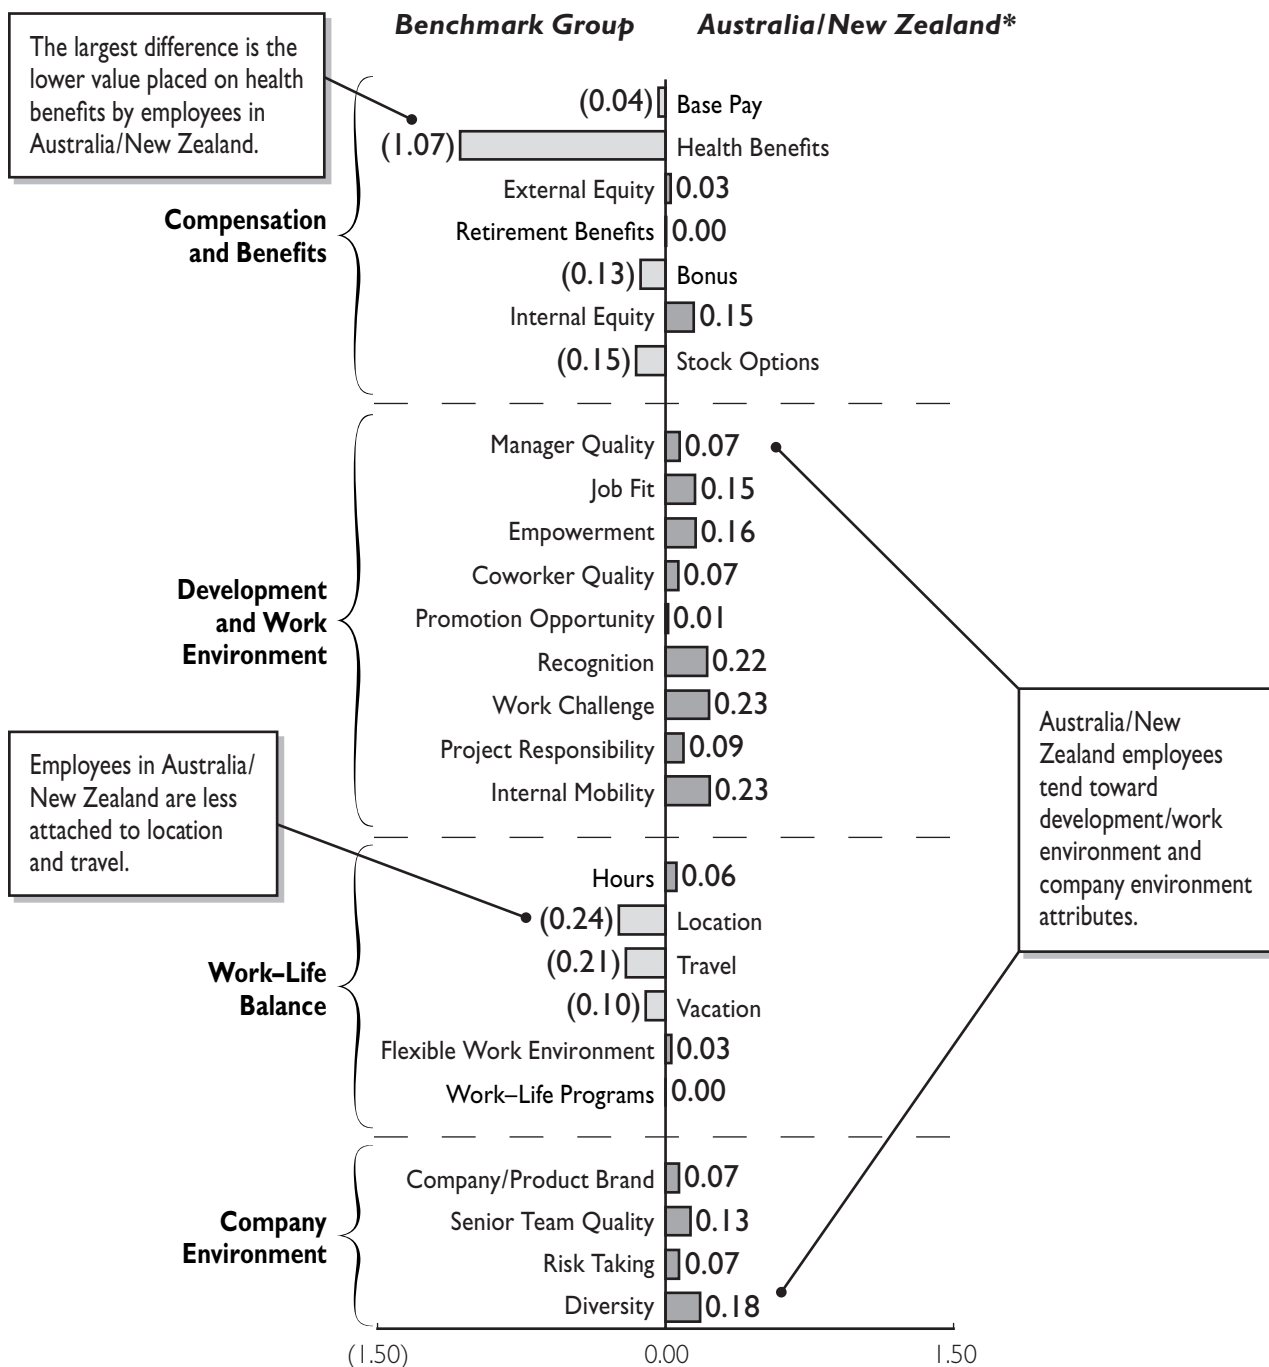 Benchmark Group Australia/New Zealand*
The largest difference is the
lower value placed on health
benefits by employees in
Australia/New Zealand.
Compensation
and Benefits
(0.04) Base Pay
(1.07) Health Benefits
External Equity 0.03
Retirement Benefits 0.00
(0.13) Bonus
Internal Equity 0.15
(0.15) Stock Options
Development
and Work
Environment
Manager Quality 0.07
Job Fit 0.15
Empowerment 0.16
Coworker Quality 0.07
Promotion Opportunity 0.01
Recognition 0.22
Work Challenge 0.23
Project Responsibility 0.09
Internal Mobility 0.23
Australia/New
Zealand employees
tend toward
development/work
environment and
company environment
attributes.
Employees in Australia/
New Zealand are less
attached to location
and travel.
Work–Life
Balance
Hours 0.06
(0.24) Location
(0.21) Travel
(0.10) Vacation
Flexible Work Environment 0.03
Work–Life Programs 0.00
Company
Environment
Company/Product Brand 0.07
Senior Team Quality 0.13
Risk Taking 0.07
Diversity 0.18
(1.50) 0.00 1.50